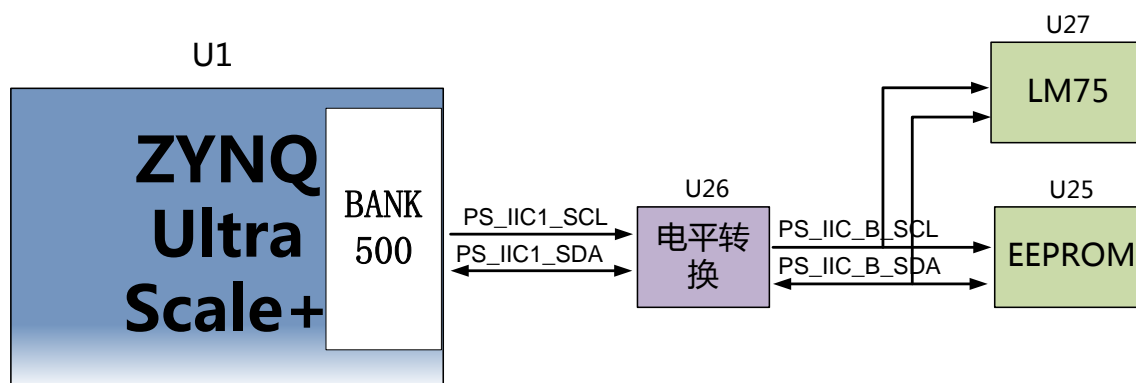 U1
ZYNQ
Ultra
Scale+
BANK
500
PS_IIC1_SCL
PS_IIC1_SDA
U26
电平转
换
PS_IIC_B_SCL
PS_IIC_B_SDA
U27
LM75
U25
EEPROM